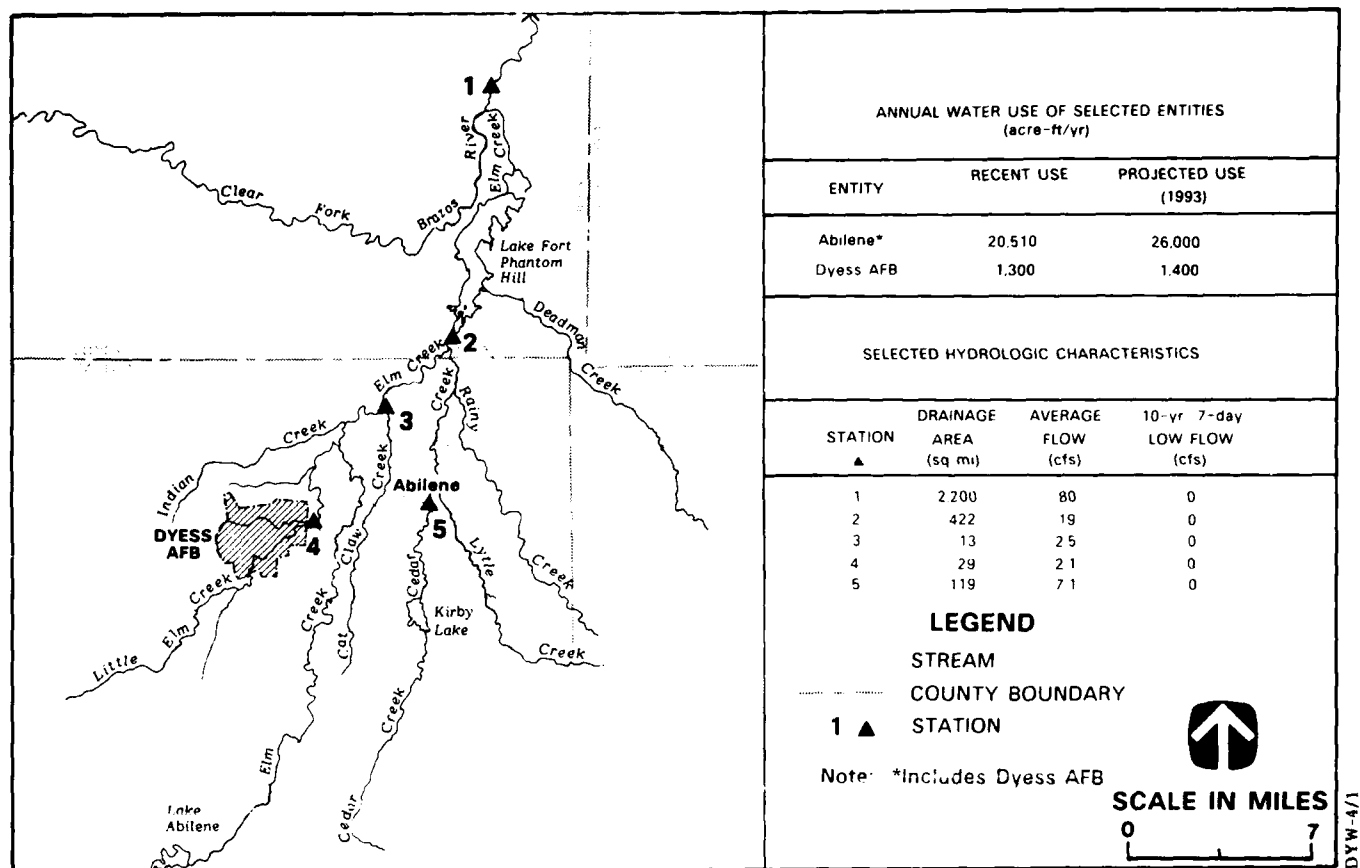 1
River
Elm Creek
Clear
Fork
Brazos
Lake Fort
Phantom
Hill
Deadman
Creek
2
Elm Creek
Creek
Rainy
3
Creek
Indian
Creek
Abilene
DYESS
AFB
4
5
Claw
Cat
Creek
Cedar
Lytle
Creek
Kirby
Lake
Creek
Little
Elm
Creek
Creek
Elm
Cedar
Lake
Abilene
ANNUAL WATER USE OF SELECTED ENTITIES
(acre-ft/yr)
ENTITY RECENT USE PROJECTED USE
(1993)
Abilene* 20.510 26.000
Dyess AFB 1.300 1.400
SELECTED HYDROLOGIC CHARACTERISTICS
DRAINAGE AVERAGE 10-yr 7-day
STATION AREA FLOW LOW FLOW
▲ (sq mi) (cfs) (cfs)
1 2 200 80 0
2 422 19 0
3 13 2 5 0
4 29 2 1 0
5 119 7 1 0
LEGEND
STREAM
COUNTY BOUNDARY
1 ▲ STATION
Note: *Includes Dyess AFB
SCALE IN MILES
0 7